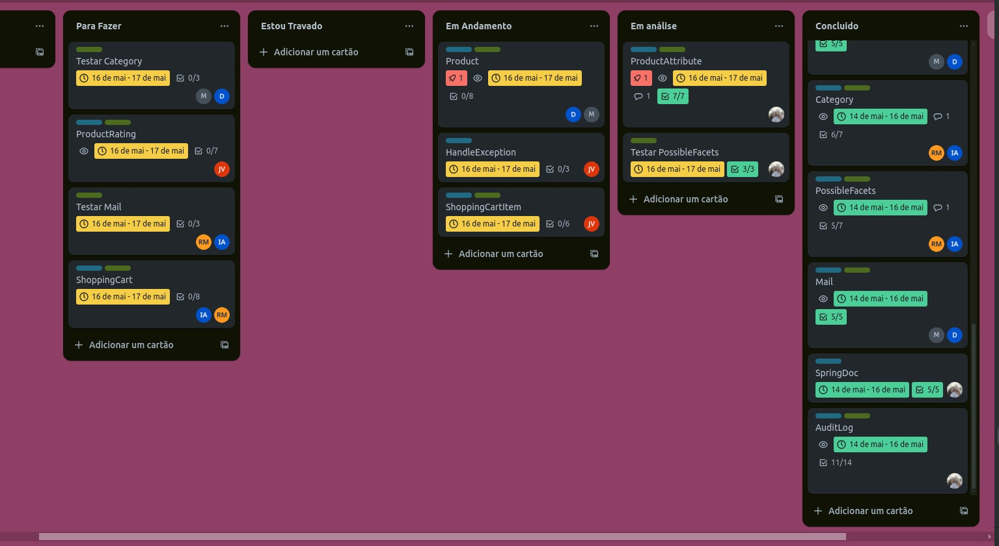 Para Fazer
Testar Category
16 de mai - 17 de mai 0/3
M D
ProductRating
16 de mai - 17 de mai 0/7
JV
Testar Mail
16 de mai - 17 de mai 0/3
RM IA
ShoppingCart
16 de mai - 17 de mai 0/8
IA RM
Adicionar um cartão
Estou Travado
Adicionar um cartão
Em Andamento
Product
1 16 de mai - 17 de mai
0/8
D M
HandleException
16 de mai - 17 de mai 0/3 JV
ShoppingCartItem
16 de mai - 17 de mai 0/6 JV
Adicionar um cartão
Em análise
ProductAttribute
1 16 de mai - 17 de mai
1 7/7
Testar PossibleFacets
16 de mai - 17 de mai 3/3
Adicionar um cartão
Concluido
5/5
M D
Category
14 de mai - 16 de mai 1
6/7
RM IA
PossibleFacets
14 de mai - 16 de mai 1
5/7
RM IA
Mail
14 de mai - 16 de mai
5/5
M D
SpringDoc
14 de mai - 16 de mai 5/5
AuditLog
14 de mai - 16 de mai
11/14
Adicionar um cartão